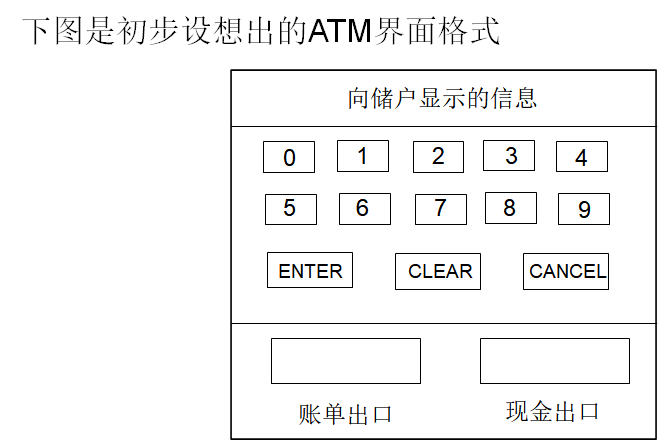 下图是初步设想出的ATM界面格式
向储户显示的信息
0 1 2 3 4
5 6 7 8 9
ENTER CLEAR CANCEL
账单出口 现金出口